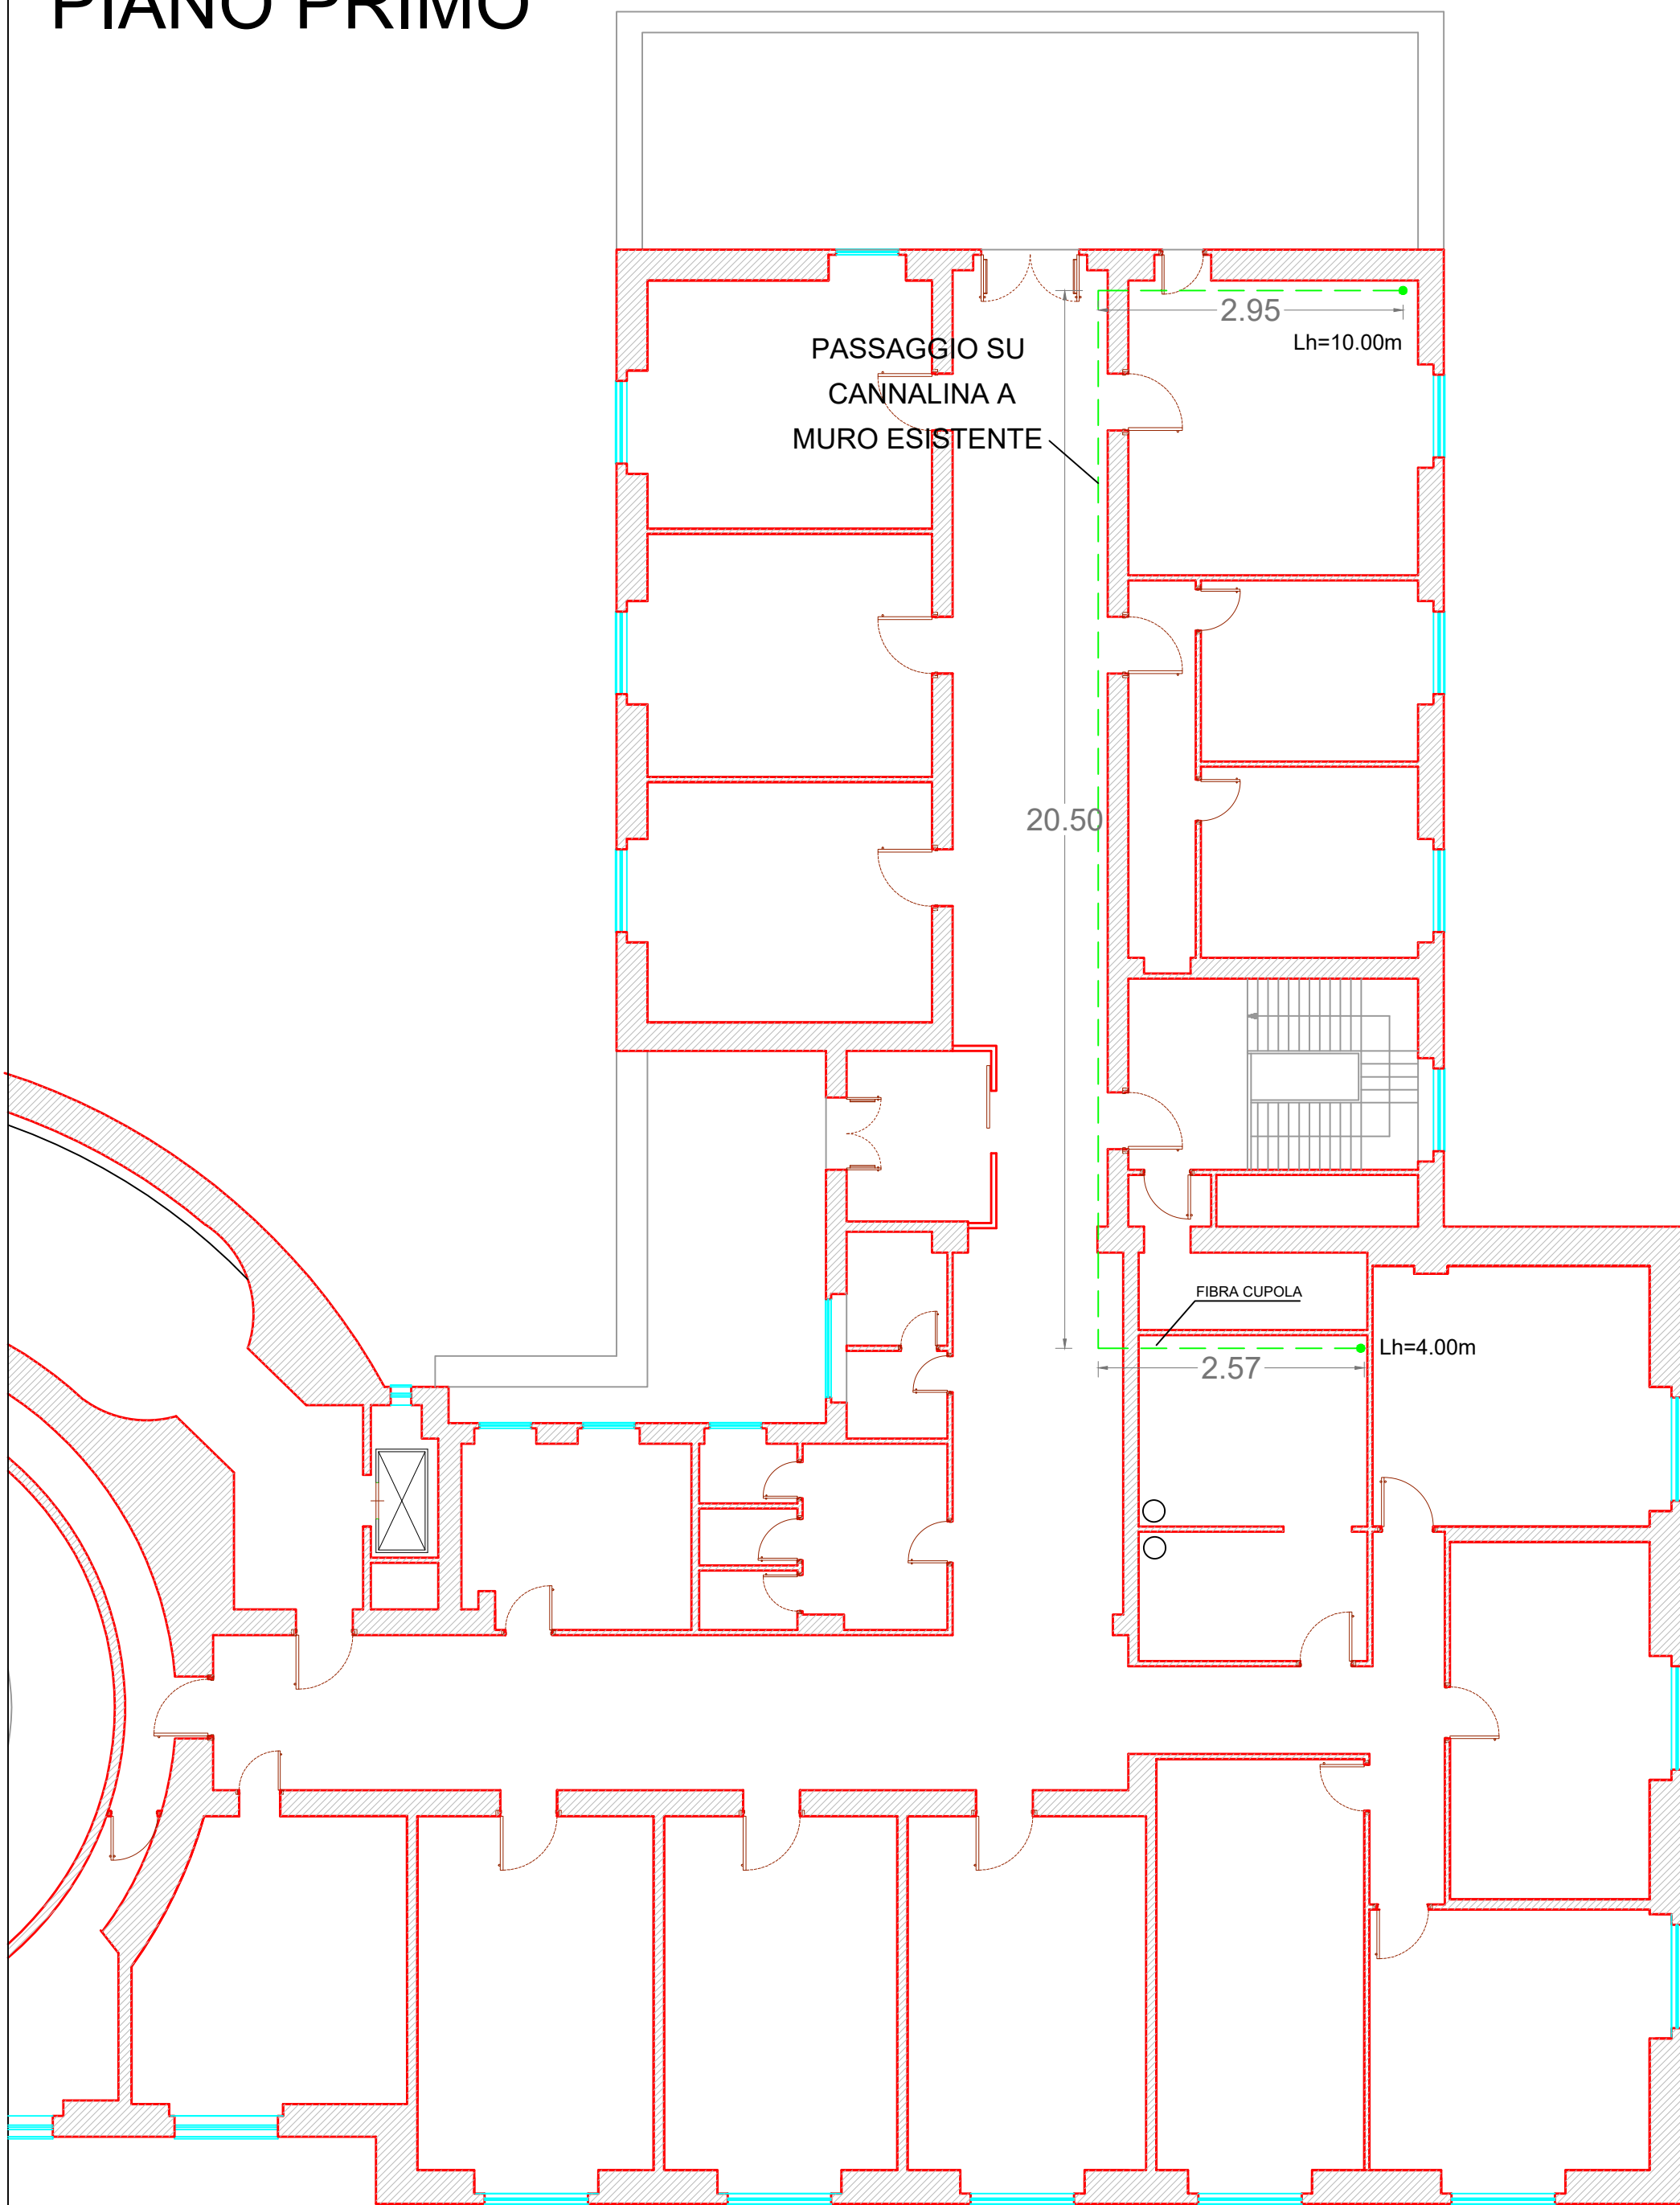 PIANO PRIMO
2.95
Lh=10.00m
PASSAGGIO SU
CANNALINA A
MURO ESISTENTE
20.50
FIBRA CUPOLA
Lh=4.00m
2.57